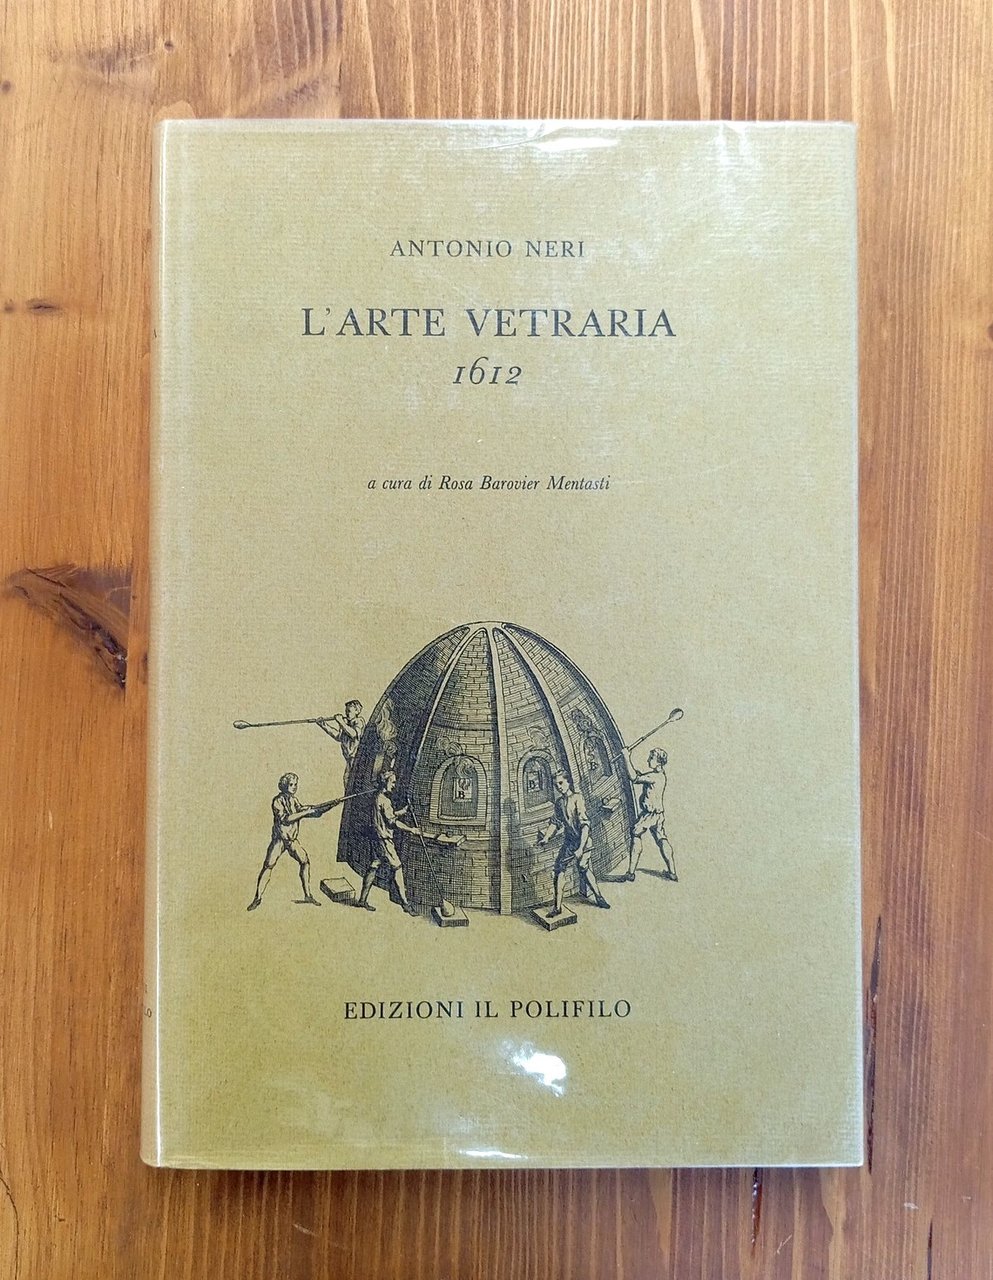 ANTONIO NERI
L'ARTE VETRARIA
1612
a cura di Rosa Barovier Mentasti
B
B
EDIZIONI IL POLIFILO